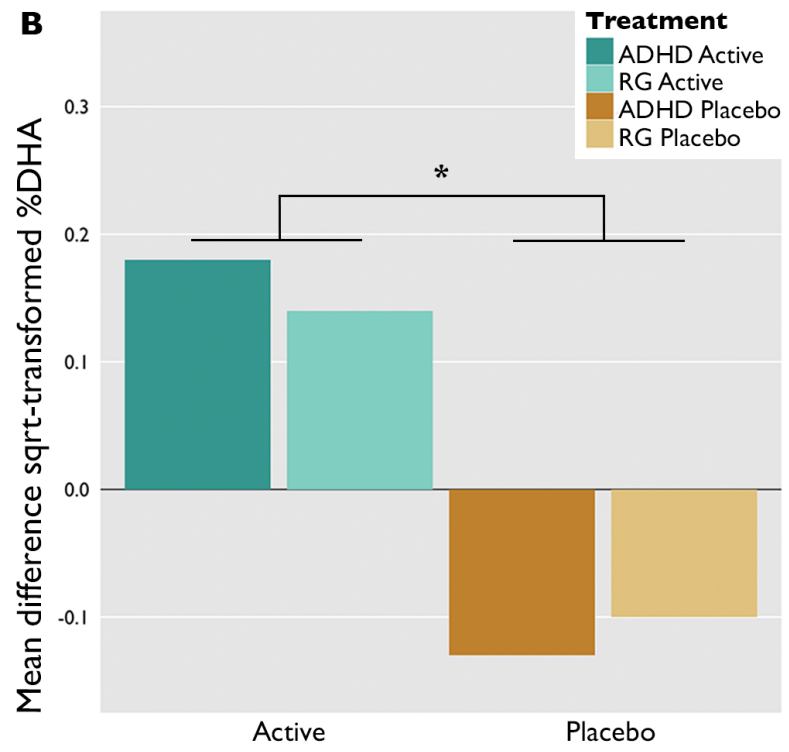 B
Treatment
ADHD Active
RG Active
ADHD Placebo
RG Placebo
Mean difference sqrt-transformed %DHA
0.3
*
0.2
0.1
0.0
-0.1
Active Placebo